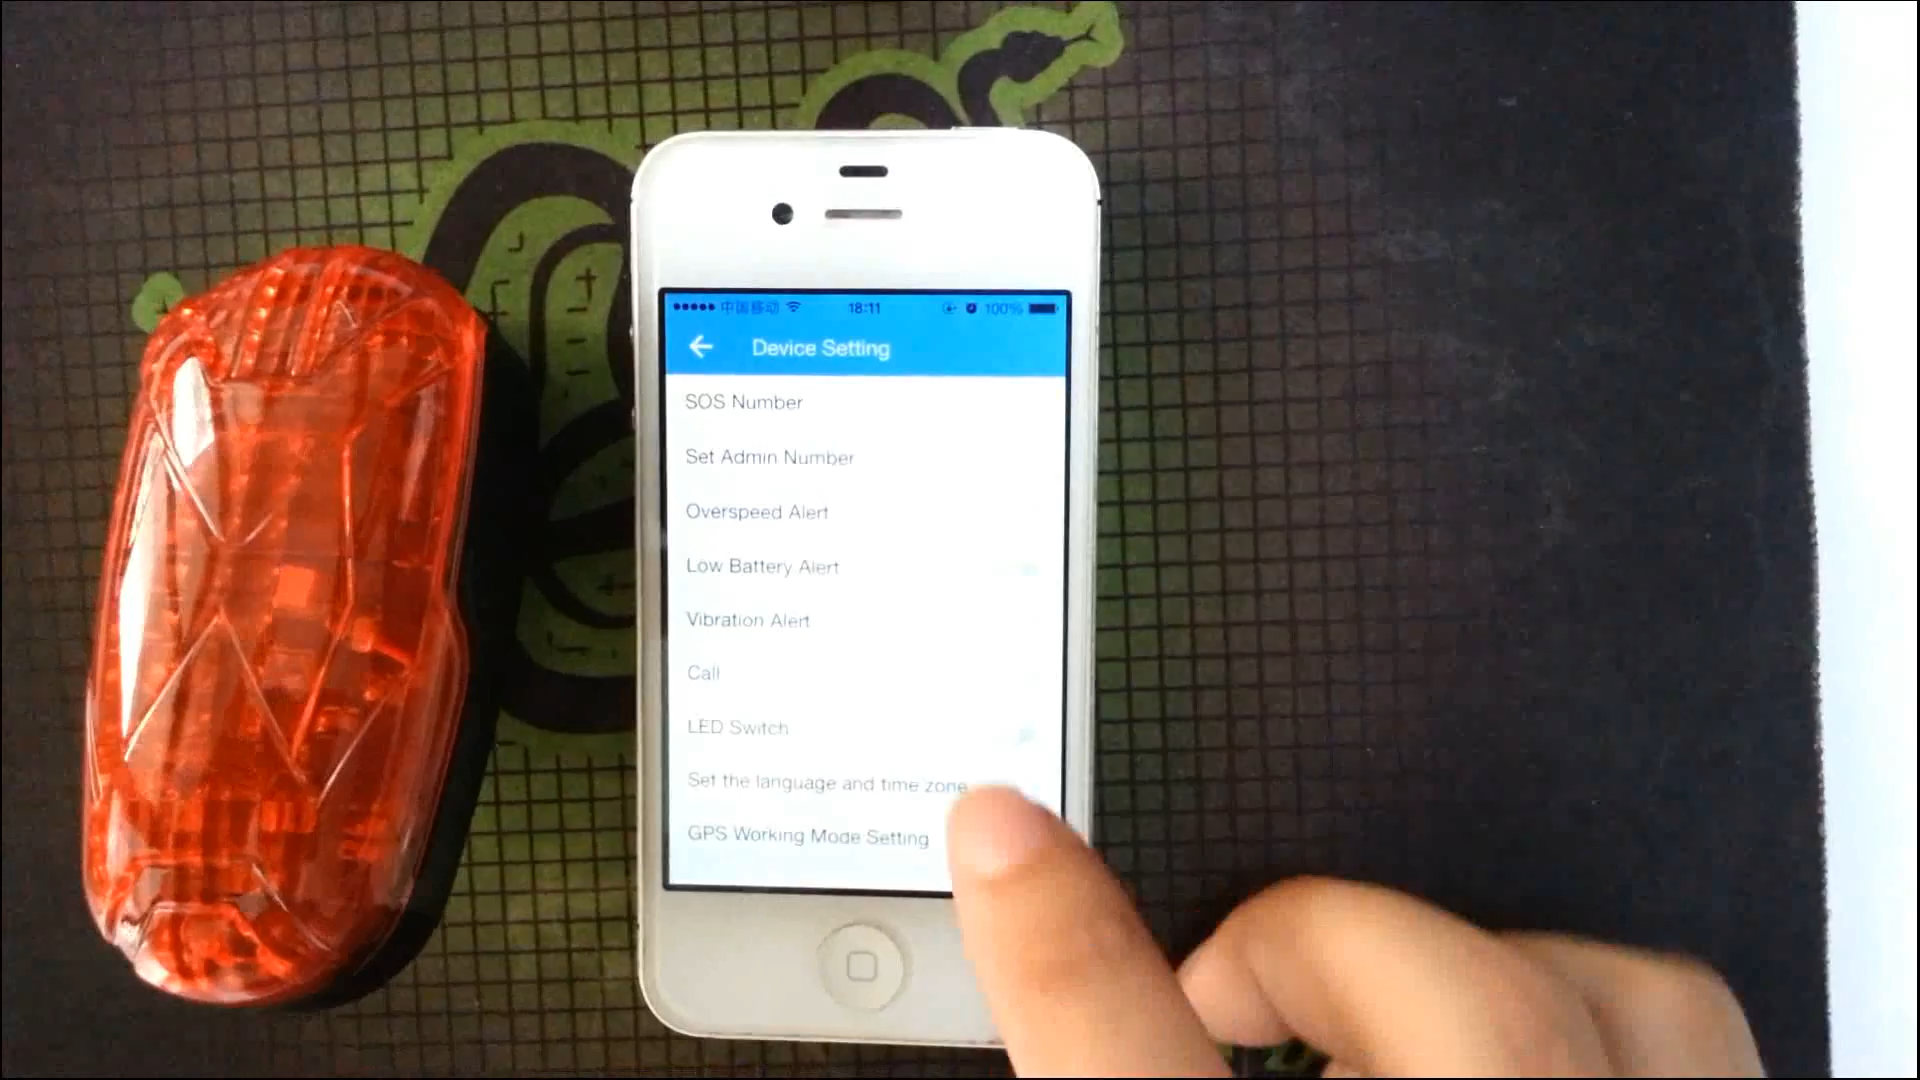 中国移动 18:11 100%
Device Setting
SOS Number
Set Admin Number
Overspeed Alert
Low Battery Alert
Vibration Alert
Call
LED Switch
Set the language and time zone
GPS Working Mode Setting